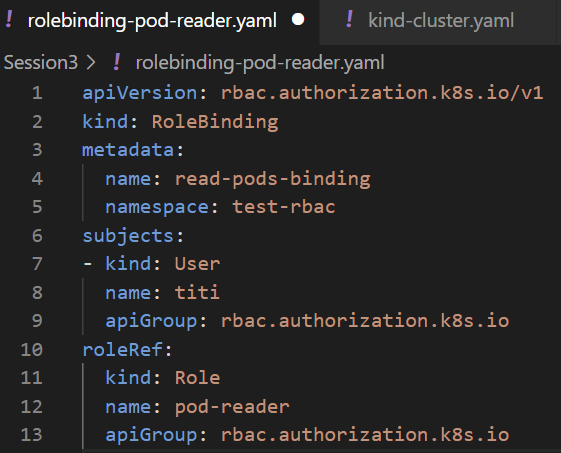 ! rolebinding-pod-reader.yaml ● ! kind-cluster.yaml
Session3 > ! rolebinding-pod-reader.yaml
1 apiVersion: rbac.authorization.k8s.io/v1
2 kind: RoleBinding
3 metadata:
4   name: read-pods-binding
5   namespace: test-rbac
6 subjects:
7 - kind: User
8   name: titi
9   apiGroup: rbac.authorization.k8s.io
10 roleRef:
11   kind: Role
12   name: pod-reader
13   apiGroup: rbac.authorization.k8s.io